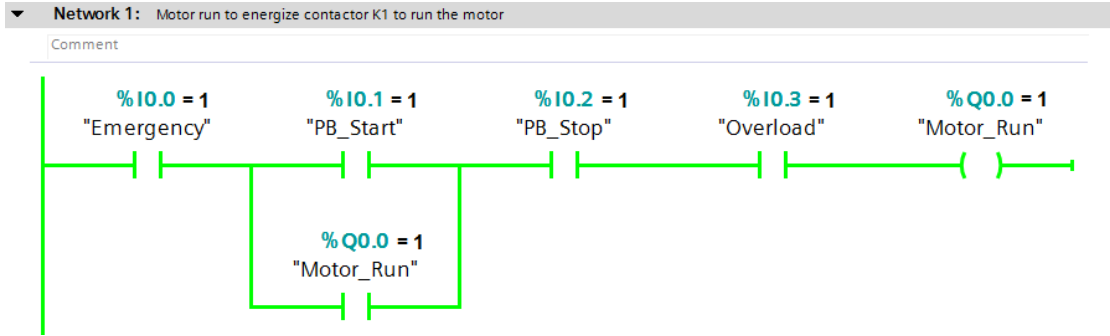 Network 1: Motor run to energize contactor K1 to run the motor
Comment
%I0.0 = 1 %I0.1 = 1 %I0.2 = 1 %I0.3 = 1 %Q0.0 = 1
"Emergency" "PB_Start" "PB_Stop" "Overload" "Motor_Run"
%Q0.0 = 1
"Motor_Run"